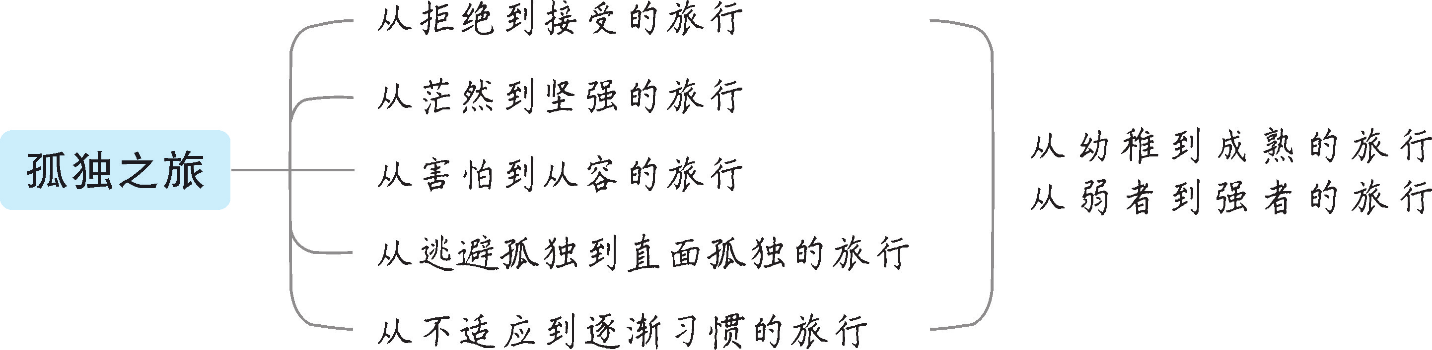 孤独之旅
从拒绝到接受的旅行
从茫然到坚强的旅行
从害怕到从容的旅行
从逃避孤独到直面孤独的旅行
从不适应到逐渐习惯的旅行
从幼稚到成熟的旅行
从弱者到强者的旅行